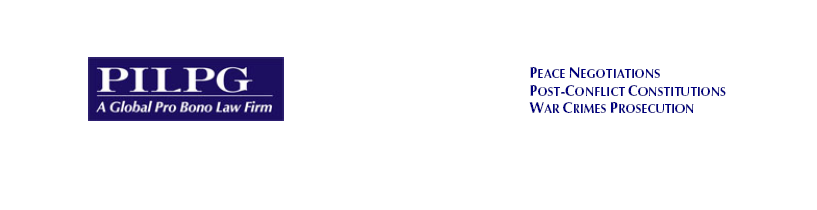 PILPG
A Global Pro Bono Law Firm
PEACE NEGOTIATIONS
POST-CONFLICT CONSTITUTIONS
WAR CRIMES PROSECUTION